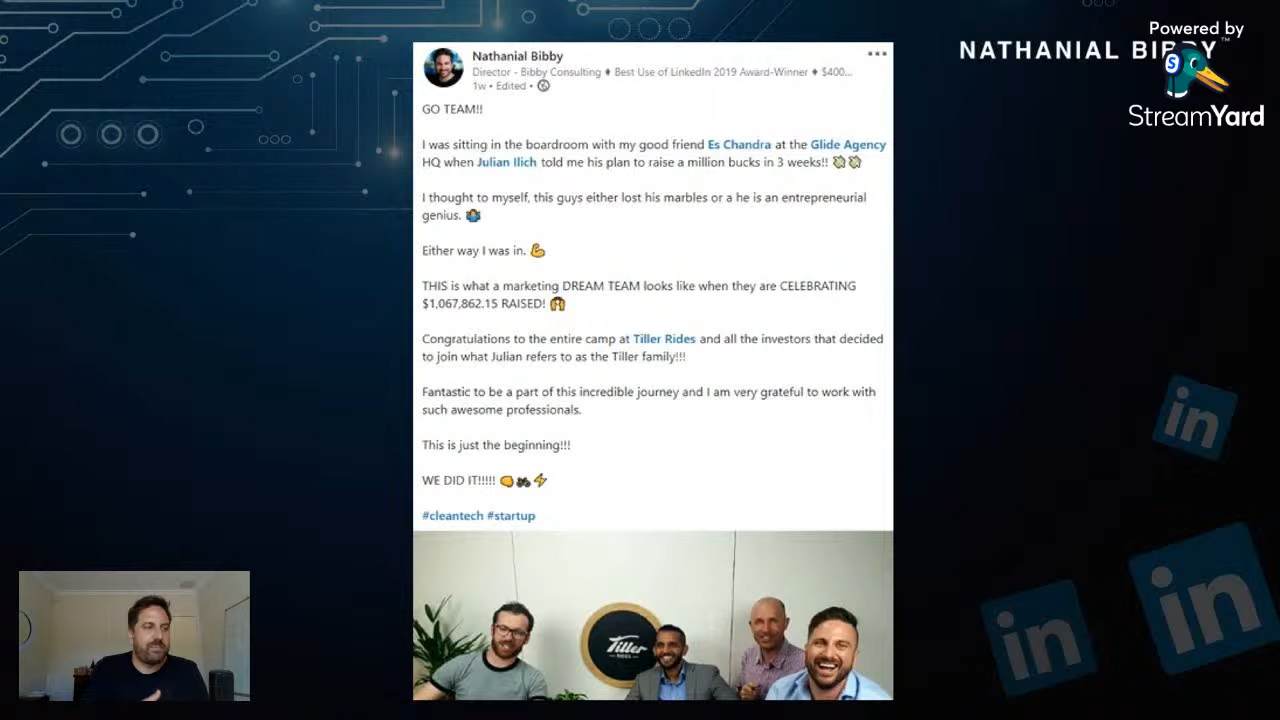 Powered by
NATHANIAL BIBBY™
StreamYard
Nathanial Bibby
Director - Bibby Consulting ♦ Best Use of LinkedIn 2019 Award-Winner ♦ $400...
1w • Edited •
GO TEAM!!
I was sitting in the boardroom with my good friend Es Chandra at the Glide Agency
HQ when Julian Ilich told me his plan to raise a million bucks in 3 weeks!! 💸💸
I thought to myself, this guys either lost his marbles or a he is an entrepreneurial
genius. 🤷‍♂️
Either way I was in. 💪
THIS is what a marketing DREAM TEAM looks like when they are CELEBRATING
$1,067,862.15 RAISED! 🙌
Congratulations to the entire camp at Tiller Rides and all the investors that decided
to join what Julian refers to as the Tiller family!!!
Fantastic to be a part of this incredible journey and I am very grateful to work with
such awesome professionals.
This is just the beginning!!!
WE DID IT!!!!! 👊🏍⚡
#cleantech #startup
Tiller
RIDES
in
in
in